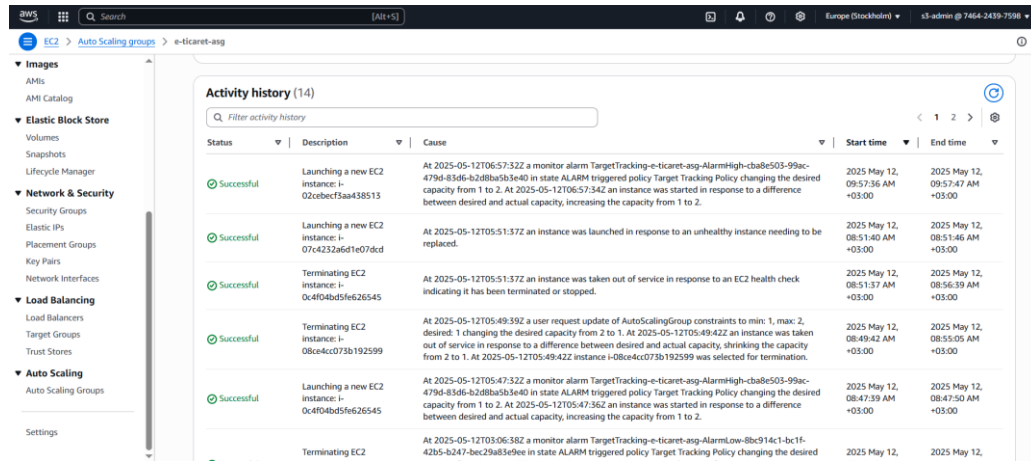 aws
Search
[Alt+S]
Europe (Stockholm)
s3-admin @ 7464-2439-7598
EC2 > Auto Scaling groups > e-ticaret-asg
Images
AMIs
AMI Catalog
Elastic Block Store
Volumes
Snapshots
Lifecycle Manager
Network & Security
Security Groups
Elastic IPs
Placement Groups
Key Pairs
Network Interfaces
Load Balancing
Load Balancers
Target Groups
Trust Stores
Auto Scaling
Auto Scaling Groups
Settings
Activity history (14)
Filter activity history
1 2
Status
Description
Cause
Start time
End time
Successful
Launching a new EC2
instance: i-
02cebecf3aa438513
At 2025-05-12T06:57:32Z a monitor alarm TargetTracking-e-ticaret-asg-AlarmHigh-cba8e503-99ac-
479d-83d6-b2d8ba5b3e40 in state ALARM triggered policy Target Tracking Policy changing the desired
capacity from 1 to 2. At 2025-05-12T06:57:34Z an instance was started in response to a difference
between desired and actual capacity, increasing the capacity from 1 to 2.
2025 May 12,
09:57:36 AM
+03:00
2025 May 12,
09:57:47 AM
+03:00
Successful
Launching a new EC2
instance: i-
07c4232a6d1e07dcd
At 2025-05-12T05:51:40Z an instance was launched in response to an unhealthy instance needing to be
replaced.
2025 May 12,
08:51:40 AM
+03:00
2025 May 12,
08:51:46 AM
+03:00
Successful
Terminating EC2
instance: i-
0c4f04bd5fe626545
At 2025-05-12T05:51:37Z an instance was taken out of service in response to an EC2 health check
indicating it has been terminated or stopped.
2025 May 12,
08:51:37 AM
+03:00
2025 May 12,
08:56:39 AM
+03:00
Successful
Terminating EC2
instance: i-
08ce4cc073b192599
At 2025-05-12T05:49:39Z a user request update of AutoScalingGroup constraints to min: 1, max: 2,
desired: 1 changing the desired capacity from 2 to 1. At 2025-05-12T05:49:42Z an instance was taken
out of service in response to a difference between desired and actual capacity, shrinking the capacity
from 2 to 1. At 2025-05-12T05:49:42Z instance i-08ce4cc073b192599 was selected for termination.
2025 May 12,
08:49:42 AM
+03:00
2025 May 12,
08:55:05 AM
+03:00
Successful
Launching a new EC2
instance: i-
0c4f04bd5fe626545
At 2025-05-12T05:47:32Z a monitor alarm TargetTracking-e-ticaret-asg-AlarmHigh-cba8e503-99ac-
479d-83d6-b2d8ba5b3e40 in state ALARM triggered policy Target Tracking Policy changing the desired
capacity from 1 to 2. At 2025-05-12T05:47:36Z an instance was started in response to a difference
between desired and actual capacity, increasing the capacity from 1 to 2.
2025 May 12,
08:47:39 AM
+03:00
2025 May 12,
08:47:50 AM
+03:00
Terminating EC2
At 2025-05-12T03:06:38Z a monitor alarm TargetTracking-e-ticaret-asg-AlarmLow-8bc914c1-bc1f-
42b5-b247-bec29a83e9ee in state ALARM triggered policy Target Tracking Policy changing the desired
2025 May 12,
2025 May 12,